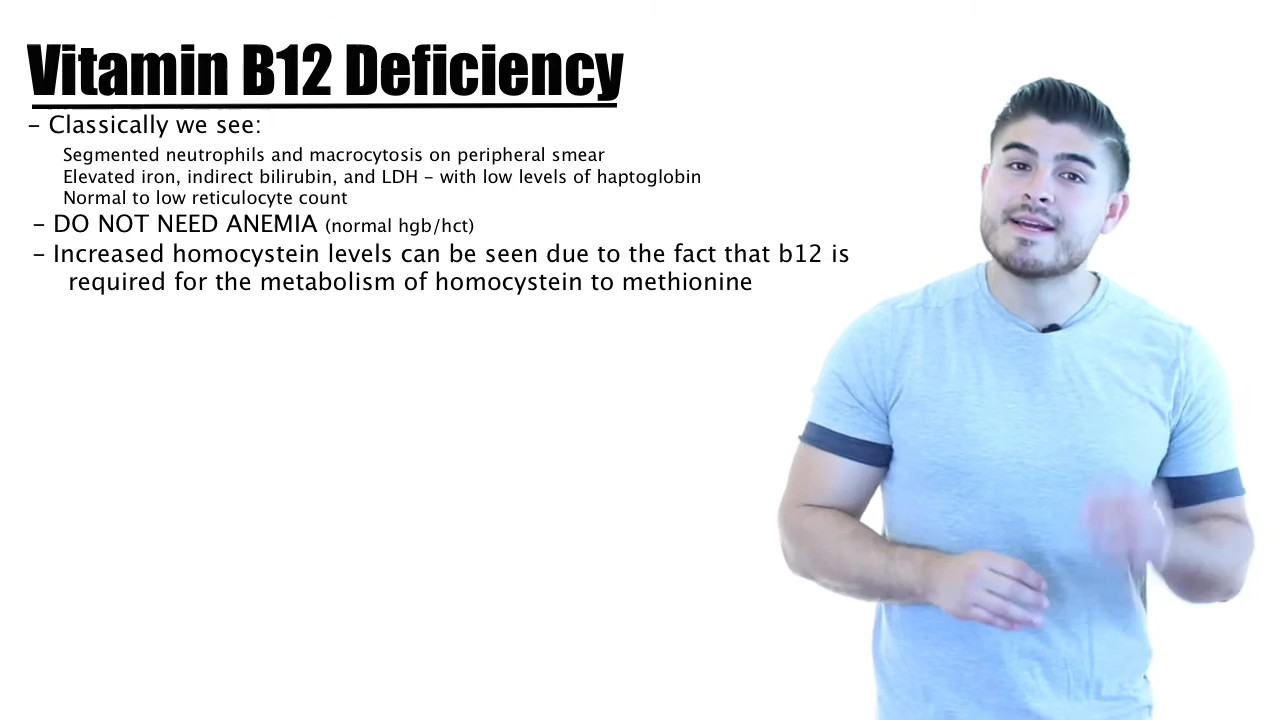 Vitamin B12 Deficiency
- Classically we see:
Segmented neutrophils and macrocytosis on peripheral smear
Elevated iron, indirect bilirubin, and LDH - with low levels of haptoglobin
Normal to low reticulocyte count
- DO NOT NEED ANEMIA (normal hgb/hct)
- Increased homocystein levels can be seen due to the fact that b12 is
required for the metabolism of homocystein to methionine